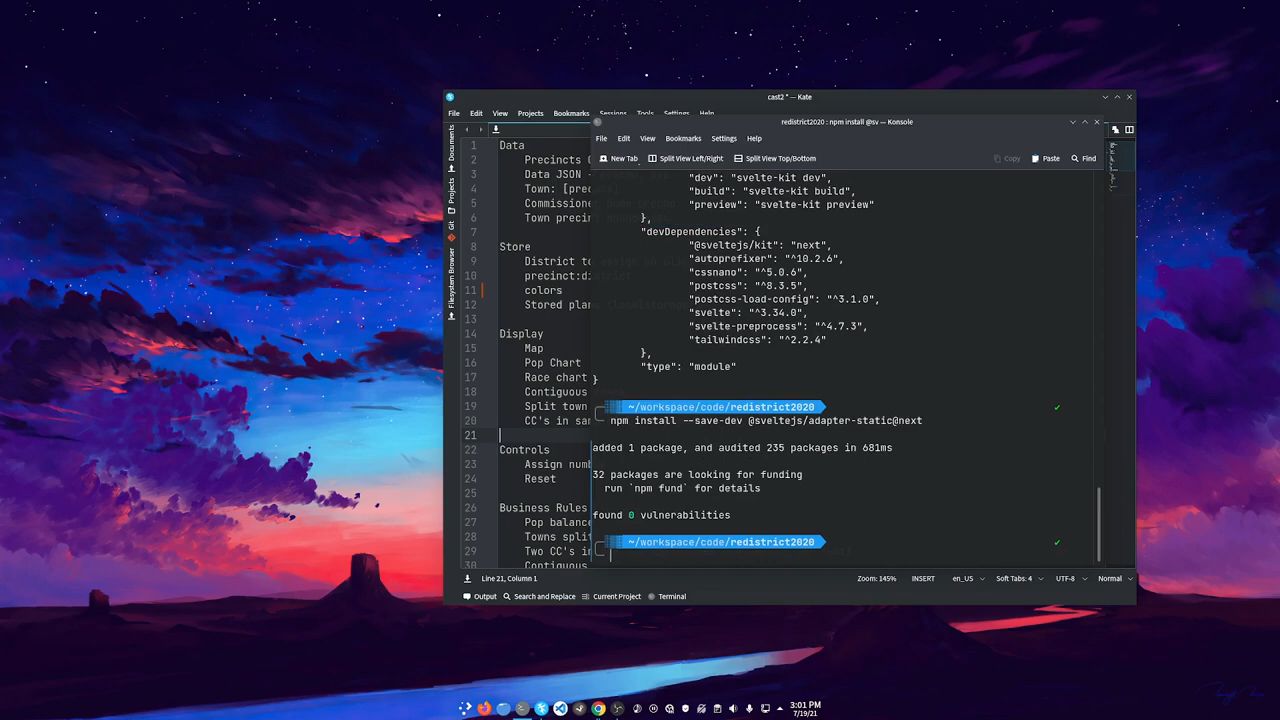 cast2 * — Kate
File Edit View Projects Bookmarks Sessions Tools Settings Help
redistrict2020 : npm install @sv — Konsole
File Edit View Bookmarks Settings Help
New Tab Split View Left/Right Split View Top/Bottom Copy Paste Find
Documents
Projects
Git
Filesystem Browser
1 Data
2 Precincts
3 Data JSON
4 Town: [prec
5 Commissioner
6 Town precin
7
8 Store
9 District to
10 precinct:district
11 colors
12 Stored plan
13
14 Display
15 Map
16 Pop Chart
17 Race chart
18 Contiguous
19 Split town
20 CC's in sam
21
22 Controls
23 Assign num
24 Reset
25
26 Business Rules
27 Pop balance
28 Towns split
29 Two CC's in
30 Contiguous
"dev": "svelte-kit dev",
"build": "svelte-kit build",
"preview": "svelte-kit preview"
},
"devDependencies": {
"@sveltejs/kit": "next",
"autoprefixer": "^10.2.6",
"cssnano": "^5.0.6",
"postcss": "^8.3.5",
"postcss-load-config": "^3.1.0",
"svelte": "^3.34.0",
"svelte-preprocess": "^4.7.3",
"tailwindcss": "^2.2.4"
},
"type": "module"
}
~/workspace/code/redistrict2020
npm install --save-dev @sveltejs/adapter-static@next
added 1 package, and audited 235 packages in 681ms
32 packages are looking for funding
run `npm fund` for details
found 0 vulnerabilities
~/workspace/code/redistrict2020
Line 21, Column 1 Zoom: 145% INSERT en_US Soft Tabs: 4 UTF-8 Normal
Output Search and Replace Current Project Terminal
3:01 PM
7/19/21